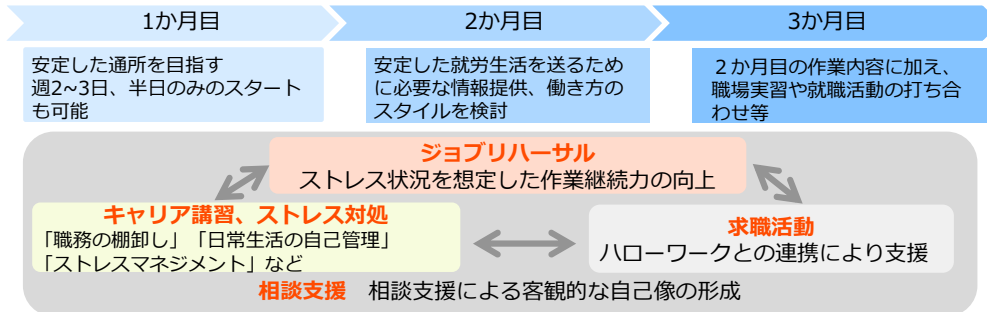 1か月目
2か月目
3か月目
安定した通所を目指す
週2~3日、半日のみのスタート
も可能
安定した就労生活を送るため
に必要な情報提供、働き方の
スタイルを検討
２か月目の作業内容に加え、
職場実習や就職活動の打ち合
わせ等
ジョブリハーサル
ストレス状況を想定した作業継続力の向上
キャリア講習、ストレス対処
「職務の棚卸し」「日常生活の自己管理」
「ストレスマネジメント」など
求職活動
ハローワークとの連携により支援
相談支援　相談支援による客観的な自己像の形成